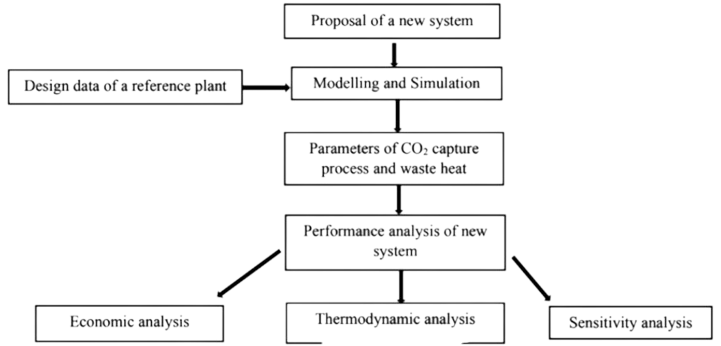 Proposal of a new system
Design data of a reference plant
Modelling and Simulation
Parameters of CO₂ capture
process and waste heat
Performance analysis of new
system
Economic analysis
Thermodynamic analysis
Sensitivity analysis